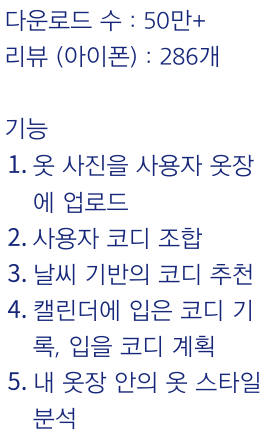 다운로드 수 : 50만+
리뷰 (아이폰) : 286개
기능
1. 옷 사진을 사용자 옷장
에 업로드
2. 사용자 코디 조합
3. 날씨 기반의 코디 추천
4. 캘린더에 입은 코디 기
록, 입을 코디 계획
5. 내 옷장 안의 옷 스타일
분석